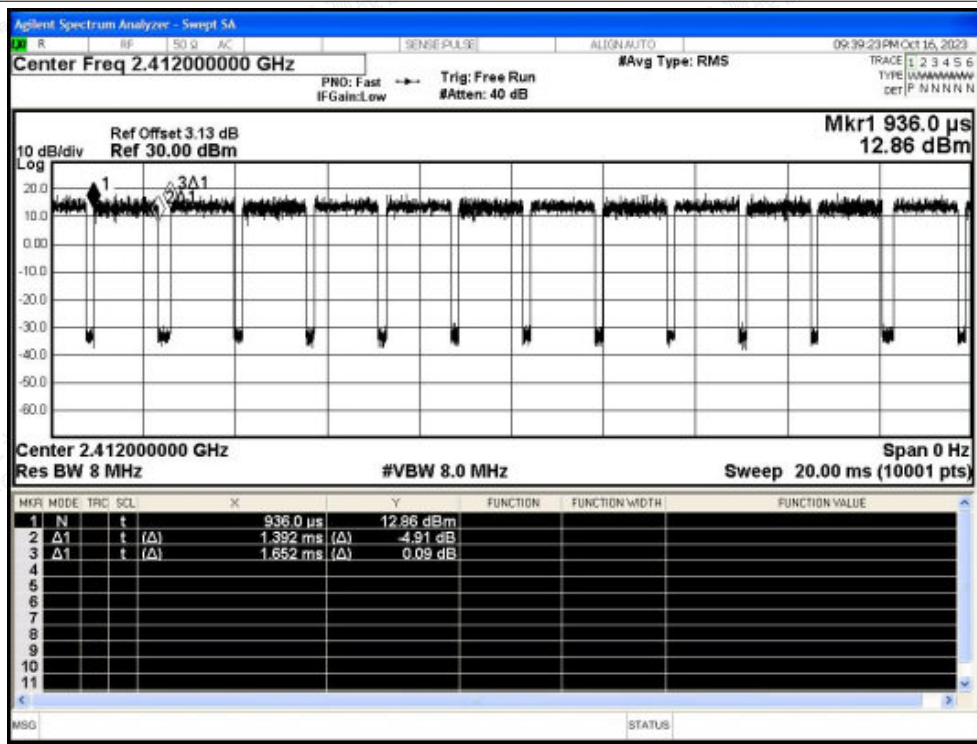 Agilent Spectrum Analyzer - Swept SA
LXI R RF 50 Ω AC SENSE:PULSE ALIGN AUTO 09:39:23 PM Oct 16, 2023
Center Freq 2.412000000 GHz #Avg Type: RMS TRACE 1 2 3 4 5 6
PNO: Fast Trig: Free Run TYPE WWWWWW
IFGain:Low #Atten: 40 dB DET P N N N N N
Mkr1 936.0 µs
Ref Offset 3.13 dB
10 dB/div Ref 30.00 dBm 12.86 dBm
Log
20.0
10.0
0.00
-10.0
-20.0
-30.0
-40.0
-50.0
-60.0
1
2Δ1
3Δ1
Center 2.412000000 GHz Span 0 Hz
Res BW 8 MHz #VBW 8.0 MHz Sweep 20.00 ms (10001 pts)
MKR MODE TRC SCL X Y FUNCTION FUNCTION WIDTH FUNCTION VALUE
1 N t 936.0 µs 12.86 dBm
2 Δ1 t (Δ) 1.392 ms (Δ) -4.91 dB
3 Δ1 t (Δ) 1.652 ms (Δ) 0.09 dB
4
5
6
7
8
9
10
11
MSG STATUS